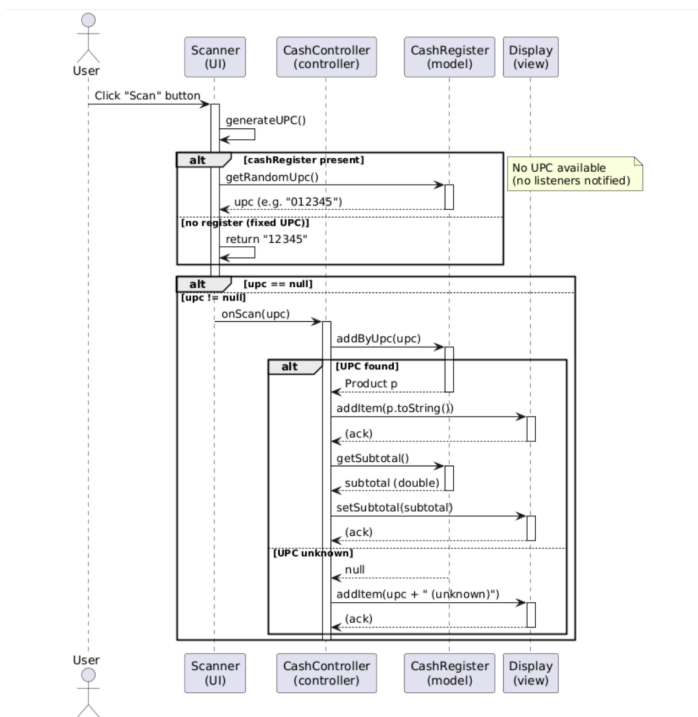 User
Scanner
(UI)
CashController
(controller)
CashRegister
(model)
Display
(view)
Click "Scan" button
generateUPC()
alt [cashRegister present]
No UPC available
(no listeners notified)
getRandomUpc()
upc (e.g. "012345")
[no register (fixed UPC)]
return "12345"
alt [upc == null]
[upc != null]
onScan(upc)
addByUpc(upc)
alt [UPC found]
Product p
addItem(p.toString())
(ack)
getSubtotal()
subtotal (double)
setSubtotal(subtotal)
(ack)
[UPC unknown]
null
addItem(upc + " (unknown)")
(ack)
User
Scanner
(UI)
CashController
(controller)
CashRegister
(model)
Display
(view)